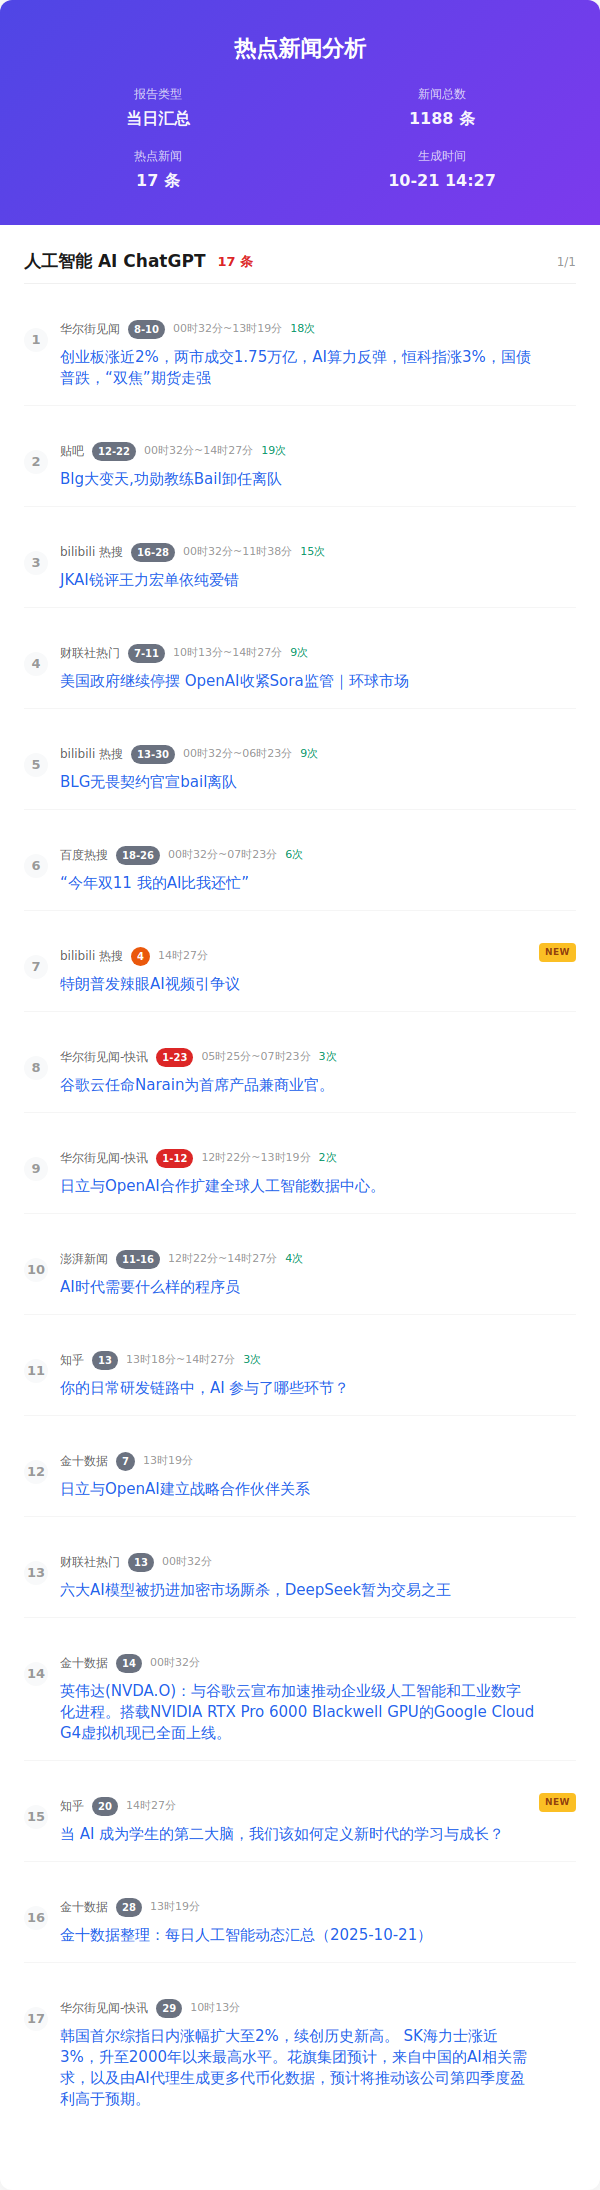 热点新闻分析
报告类型
新闻总数
当日汇总
1188 条
热点新闻
生成时间
17 条
10-21 14:27
人工智能 AI ChatGPT 17 条 1/1
1
华尔街见闻 8-10 00时32分~13时19分 18次
创业板涨近2%，两市成交1.75万亿，AI算力反弹，恒科指涨3%，国债
普跌，“双焦”期货走强
2
贴吧 12-22 00时32分~14时27分 19次
Blg大变天,功勋教练Bail卸任离队
3
bilibili 热搜 16-28 00时32分~11时38分 15次
JKAI锐评王力宏单依纯爱错
4
财联社热门 7-11 10时13分~14时27分 9次
美国政府继续停摆 OpenAI收紧Sora监管｜环球市场
5
bilibili 热搜 13-30 00时32分~06时23分 9次
BLG无畏契约官宣bail离队
6
百度热搜 18-26 00时32分~07时23分 6次
“今年双11 我的AI比我还忙”
7
bilibili 热搜 4 14时27分 NEW
特朗普发辣眼AI视频引争议
8
华尔街见闻-快讯 1-23 05时25分~07时23分 3次
谷歌云任命Narain为首席产品兼商业官。
9
华尔街见闻-快讯 1-12 12时22分~13时19分 2次
日立与OpenAI合作扩建全球人工智能数据中心。
10
澎湃新闻 11-16 12时22分~14时27分 4次
AI时代需要什么样的程序员
11
知乎 13 13时18分~14时27分 3次
你的日常研发链路中，AI 参与了哪些环节？
12
金十数据 7 13时19分
日立与OpenAI建立战略合作伙伴关系
13
财联社热门 13 00时32分
六大AI模型被扔进加密市场厮杀，DeepSeek暂为交易之王
14
金十数据 14 00时32分
英伟达(NVDA.O)：与谷歌云宣布加速推动企业级人工智能和工业数字
化进程。搭载NVIDIA RTX Pro 6000 Blackwell GPU的Google Cloud
G4虚拟机现已全面上线。
15
知乎 20 14时27分 NEW
当 AI 成为学生的第二大脑，我们该如何定义新时代的学习与成长？
16
金十数据 28 13时19分
金十数据整理：每日人工智能动态汇总（2025-10-21）
17
华尔街见闻-快讯 29 10时13分
韩国首尔综指日内涨幅扩大至2%，续创历史新高。 SK海力士涨近
3%，升至2000年以来最高水平。花旗集团预计，来自中国的AI相关需
求，以及由AI代理生成更多代币化数据，预计将推动该公司第四季度盈
利高于预期。